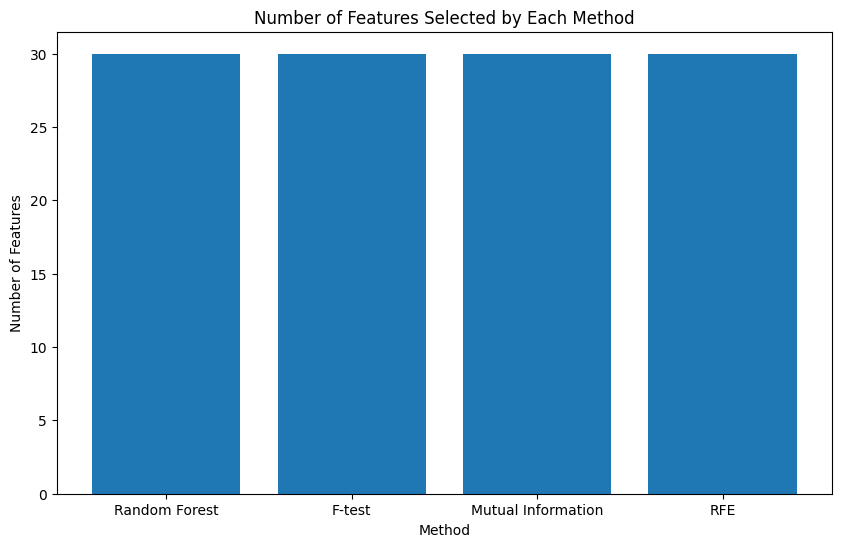 Number of Features Selected by Each Method
Number of Features
30
25
20
15
10
5
0
Random Forest
F-test
Mutual Information
RFE
Method